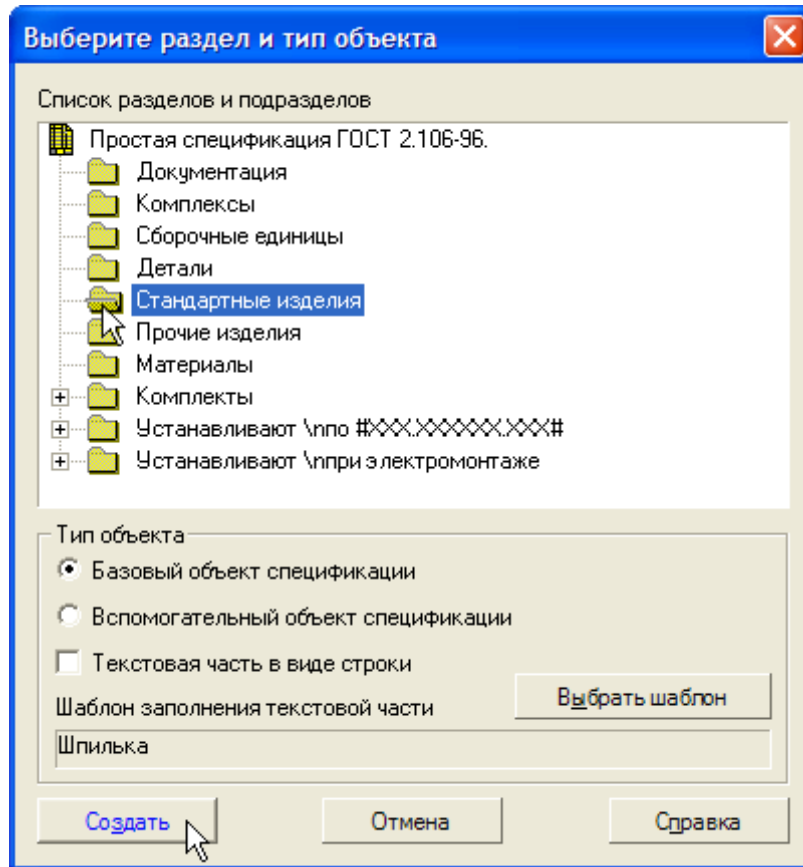 Выберите раздел и тип объекта
Список разделов и подразделов
Простая спецификация ГОСТ 2.106-96.
Документация
Комплексы
Сборочные единицы
Детали
Стандартные изделия
Прочие изделия
Материалы
Комплекты
Устанавливают \nпо #XXX.XXXXXX.XXX#
Устанавливают \nпри электромонтаже
Тип объекта
Базовый объект спецификации
Вспомогательный объект спецификации
Текстовая часть в виде строки
Выбрать шаблон
Шаблон заполнения текстовой части
Шпилька
Создать Отмена Справка